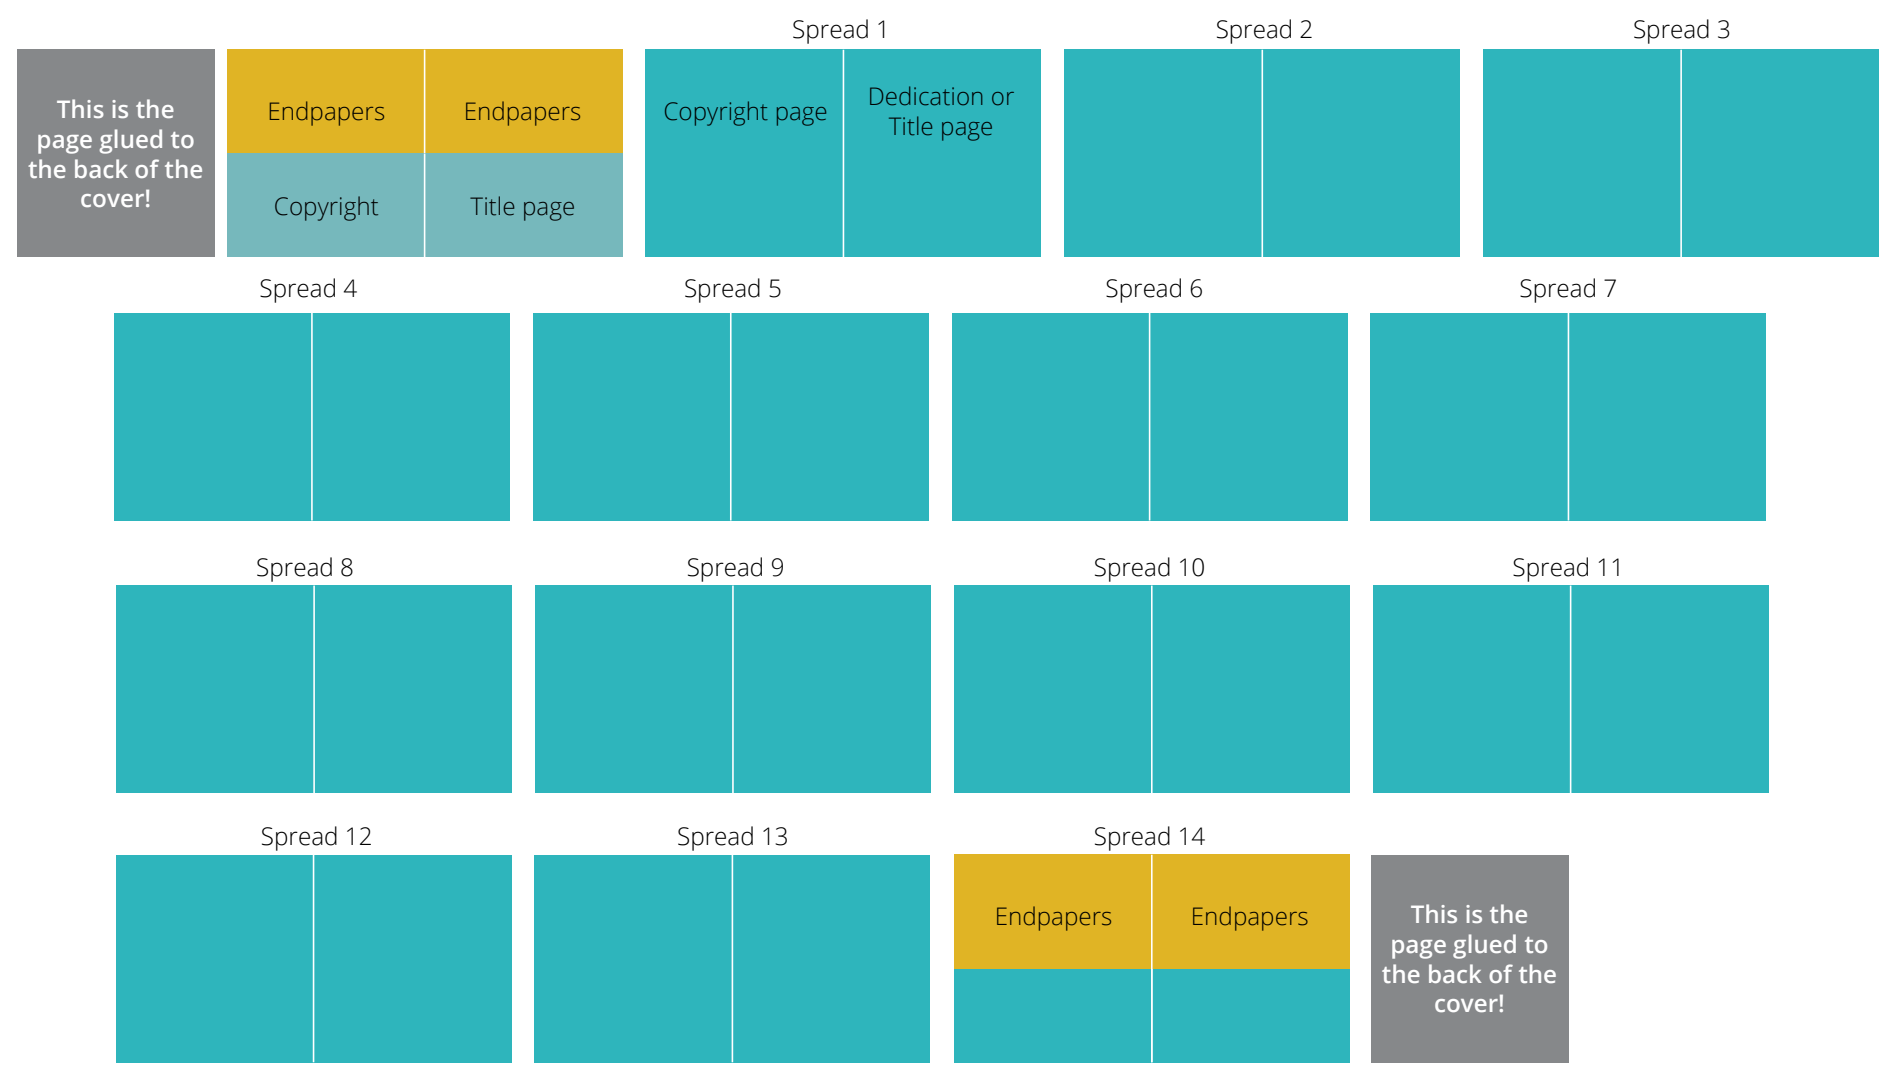 Spread 1
Spread 2
Spread 3
This is the
page glued to
the back of the
cover!
Endpapers
Endpapers
Copyright
Title page
Copyright page
Dedication or
Title page
Spread 4
Spread 5
Spread 6
Spread 7
Spread 8
Spread 9
Spread 10
Spread 11
Spread 12
Spread 13
Spread 14
Endpapers
Endpapers
This is the
page glued to
the back of the
cover!